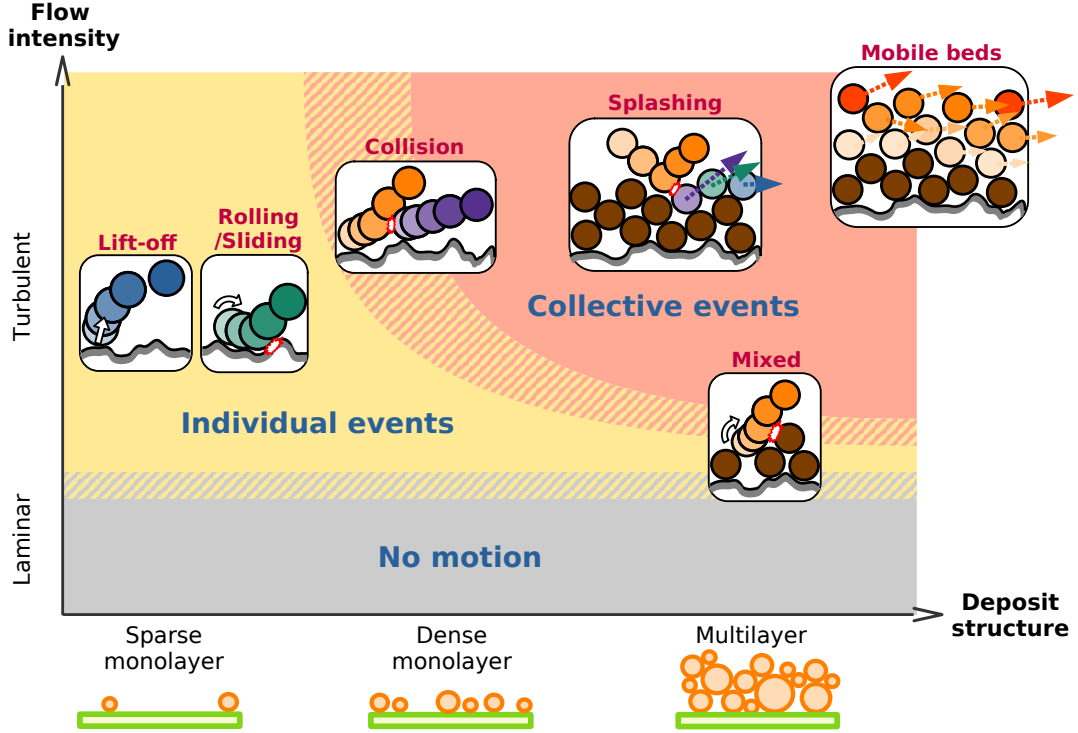 Flow
intensity
Mobile beds
Splashing
Collision
Rolling
/Sliding
Lift-off
Turbulent
Collective events
Mixed
Individual events
Laminar
No motion
Deposit
structure
Sparse
monolayer
Dense
monolayer
Multilayer